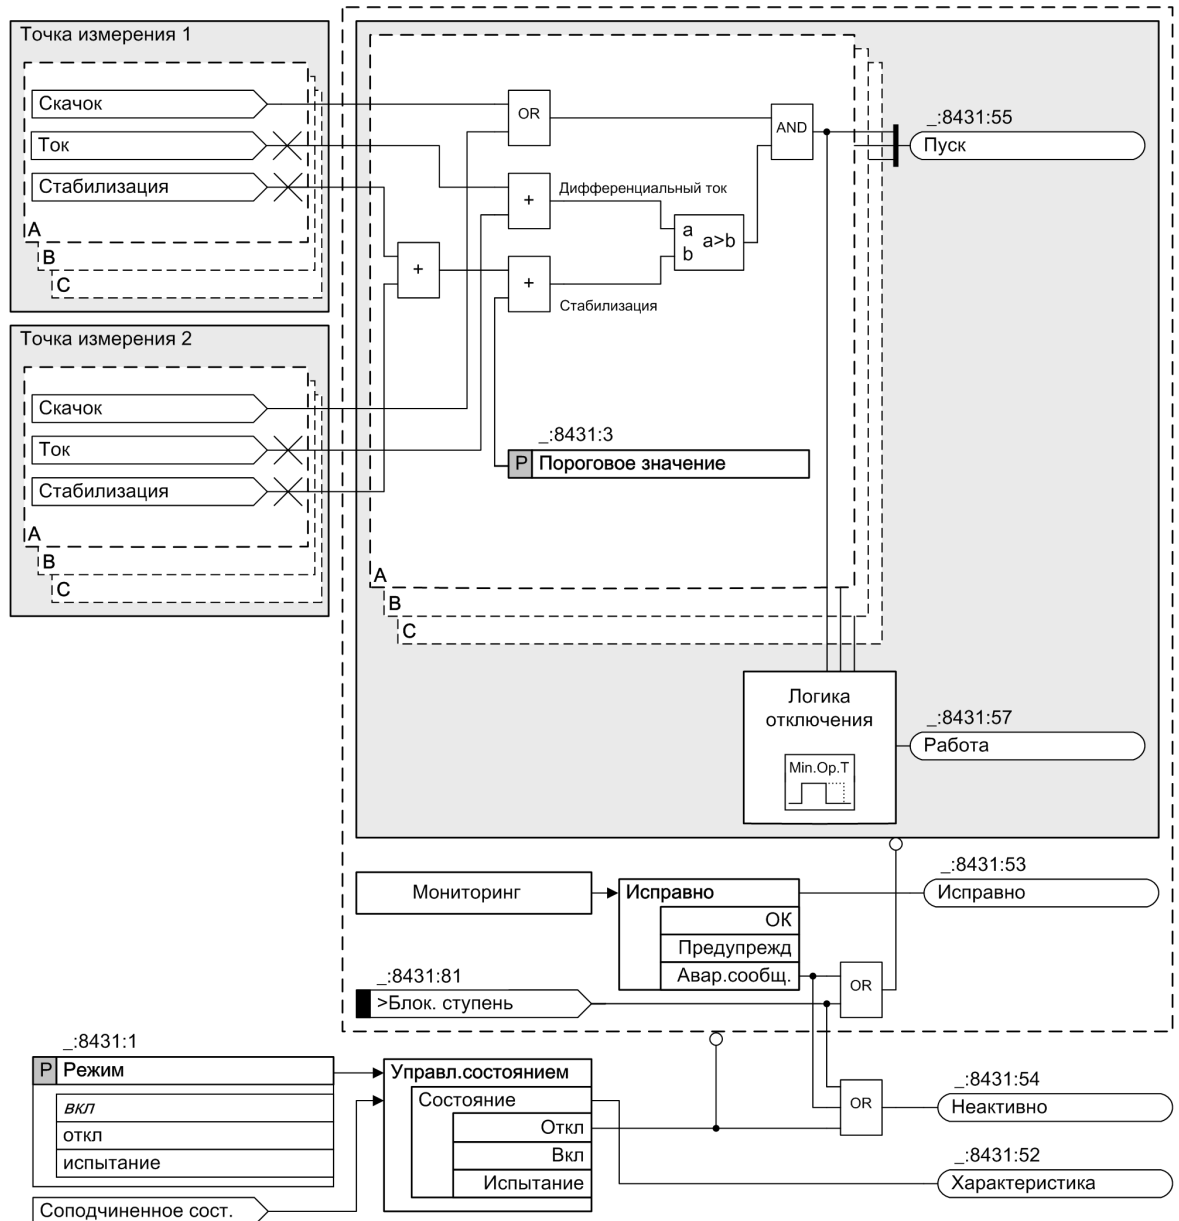 Точка измерения 1
Скачок
Ток
Стабилизация
A
B
C
Точка измерения 2
Скачок
Ток
Стабилизация
A
B
C
OR
AND
+
Дифференциальный ток
a
b
a>b
+
+
Стабилизация
_:8431:3
P Пороговое значение
A
B
C
_:8431:55
Пуск
Логика
отключения
Min.Op.T
_:8431:57
Работа
Мониторинг
Исправно
ОК
Предупрежд
Авар.сообщ.
_:8431:53
Исправно
_:8431:81
>Блок. ступень
OR
_:8431:1
P Режим
вкл
откл
испытание
Соподчиненное сост.
Управл.состоянием
Состояние
Откл
Вкл
Испытание
OR
_:8431:54
Неактивно
_:8431:52
Характеристика